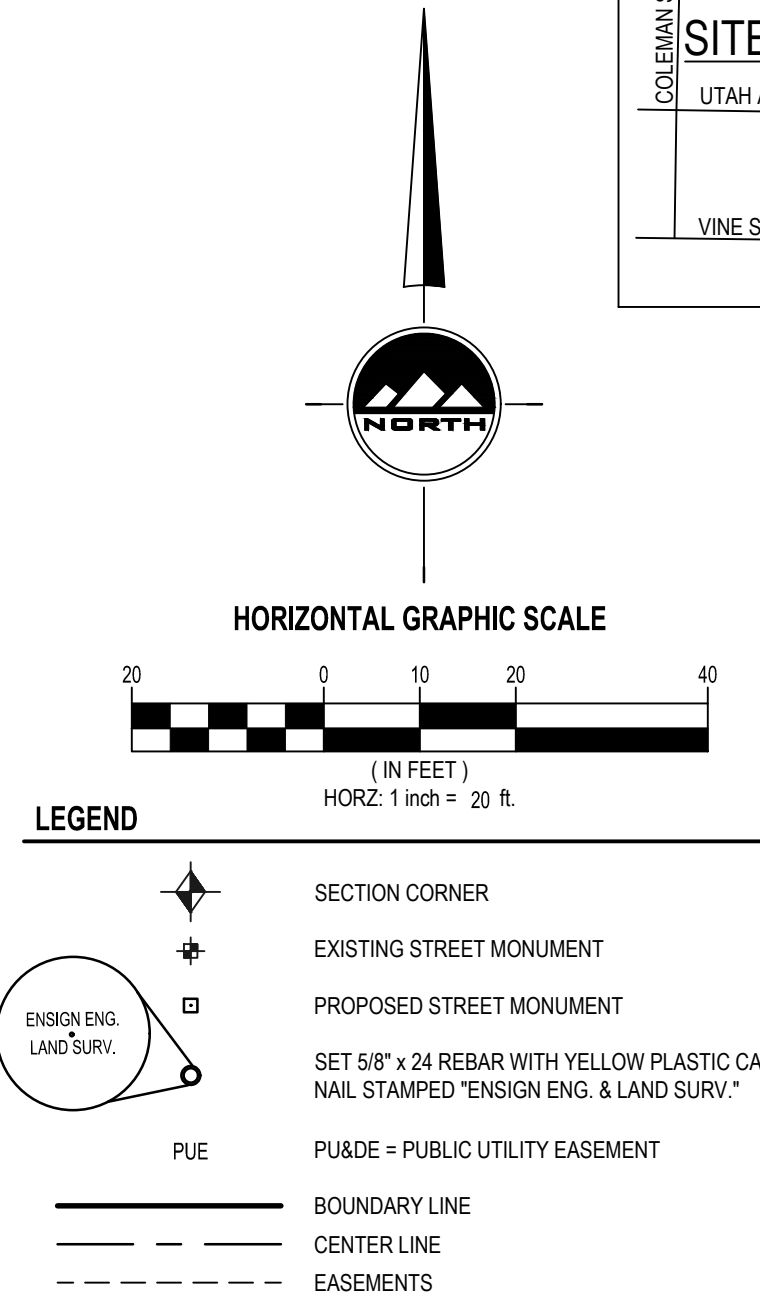 COLEMAN S
SITE
UTAH A
VINE S
NORTH
HORIZONTAL GRAPHIC SCALE
20 0 10 20 40
( IN FEET )
HORZ: 1 inch = 20 ft.
LEGEND
SECTION CORNER
EXISTING STREET MONUMENT
PROPOSED STREET MONUMENT
ENSIGN ENG.
LAND SURV.
SET 5/8" x 24 REBAR WITH YELLOW PLASTIC CA
NAIL STAMPED "ENSIGN ENG. & LAND SURV."
PUE PU&DE = PUBLIC UTILITY EASEMENT
BOUNDARY LINE
CENTER LINE
EASEMENTS